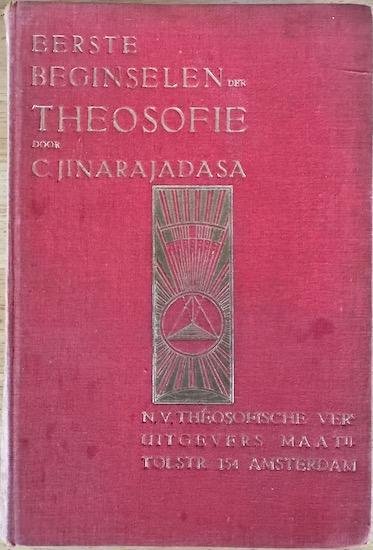 EERSTE
BEGINSELEN DER
THEOSOFIE
DOOR
C. JINARAJADASA
N.V. THEOSOFISCHE VERS
UITGEVERS MAATIJ
TOLSTR 154 AMSTERDAM